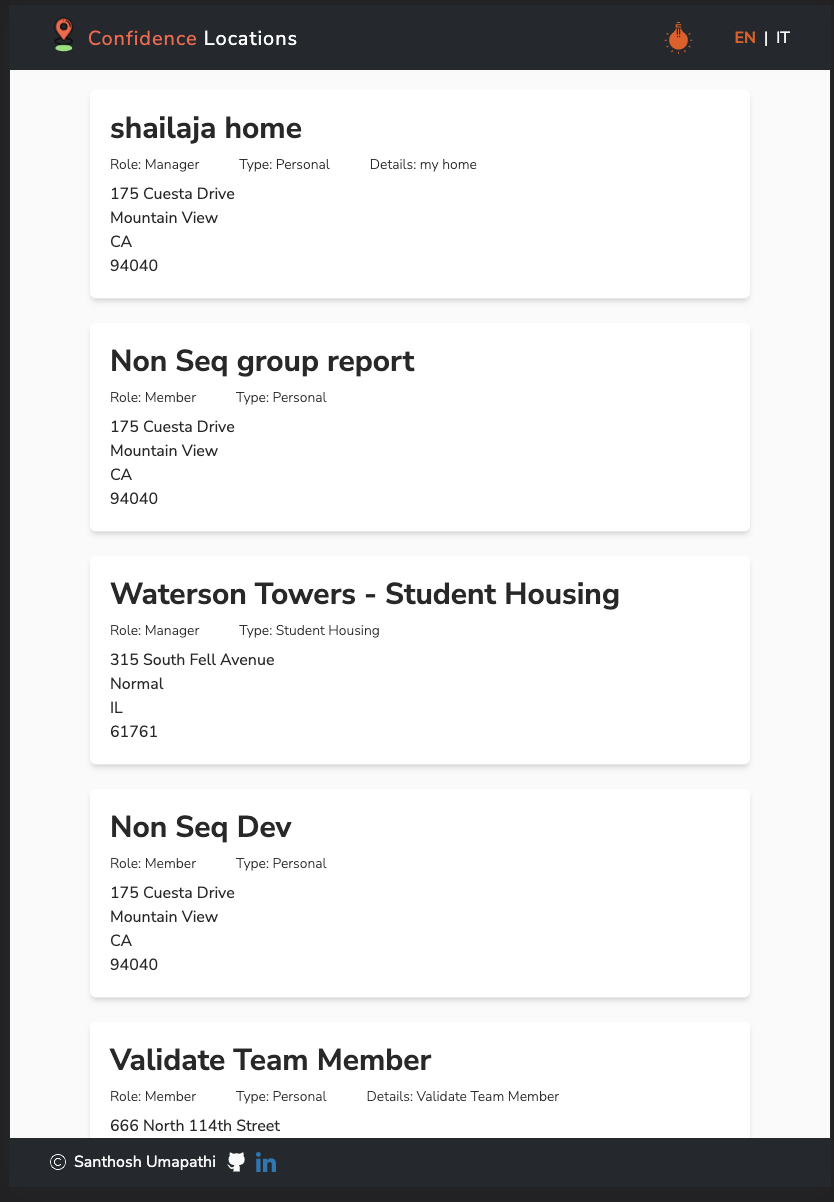 Confidence Locations
EN | IT
shailaja home
Role: Manager Type: Personal Details: my home
175 Cuesta Drive
Mountain View
CA
94040
Non Seq group report
Role: Member Type: Personal
175 Cuesta Drive
Mountain View
CA
94040
Waterson Towers - Student Housing
Role: Manager Type: Student Housing
315 South Fell Avenue
Normal
IL
61761
Non Seq Dev
Role: Member Type: Personal
175 Cuesta Drive
Mountain View
CA
94040
Validate Team Member
Role: Member Type: Personal Details: Validate Team Member
666 North 114th Street
© Santhosh Umapathi in